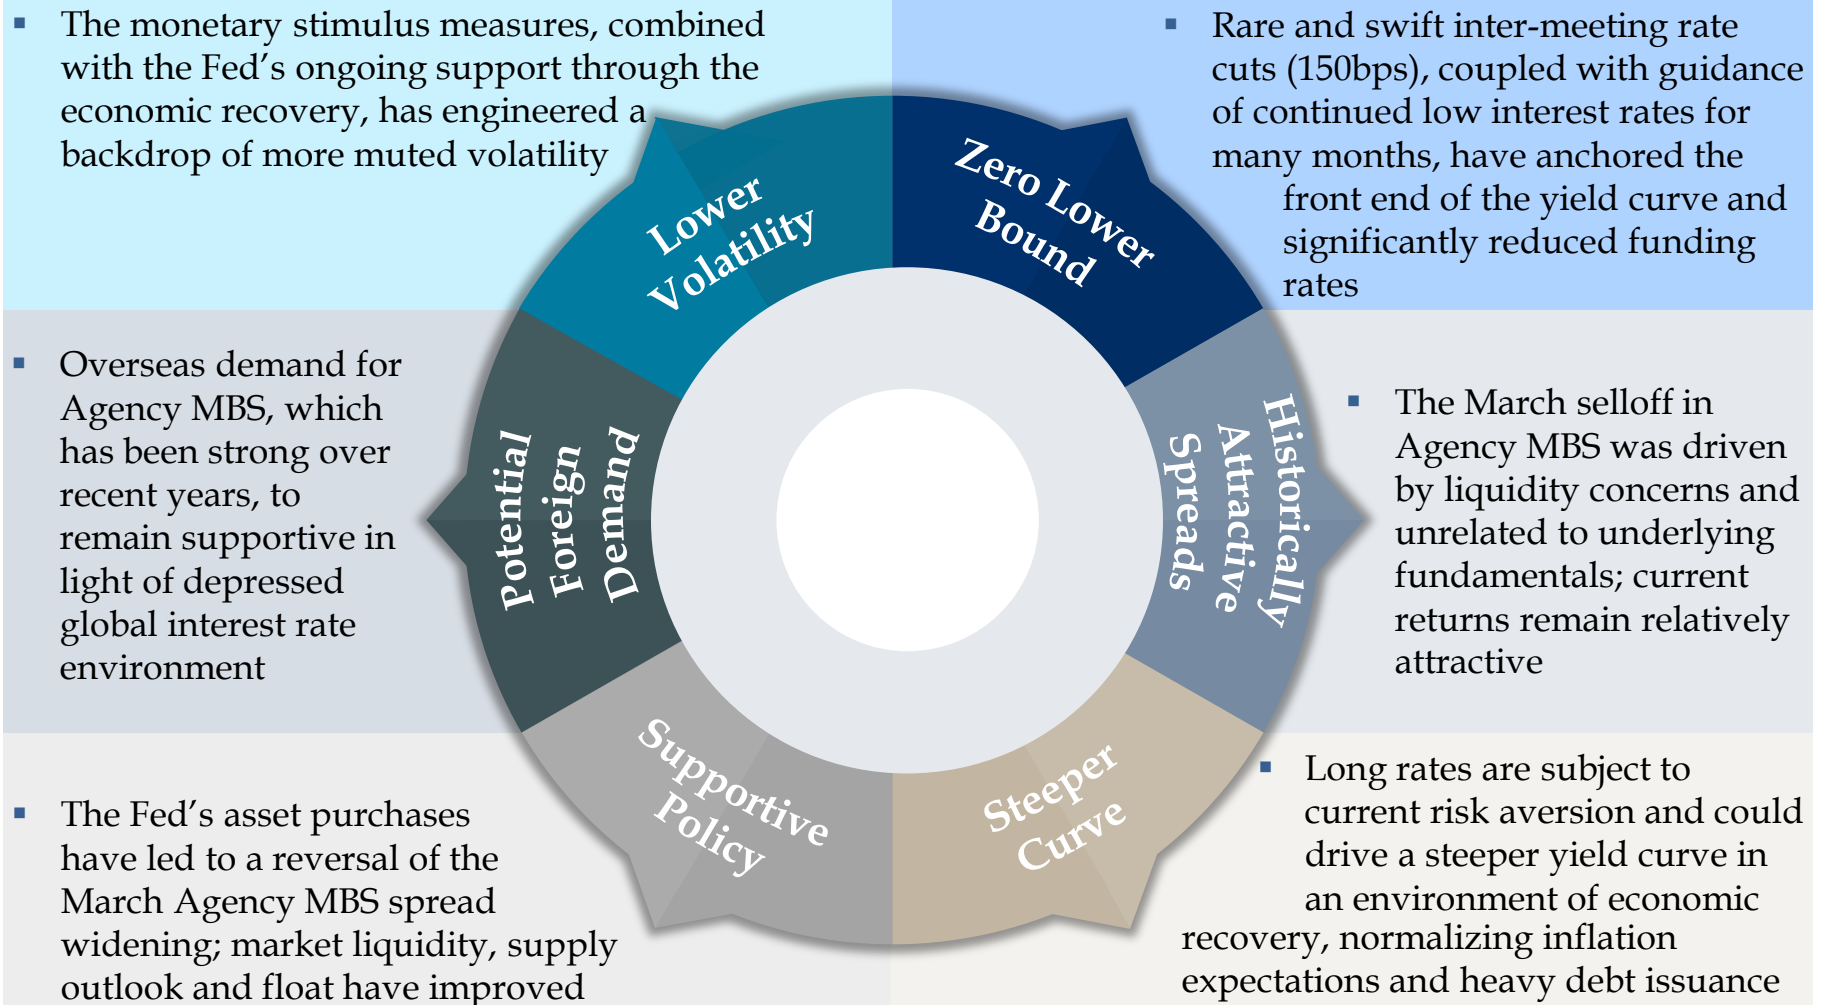 ▪ The monetary stimulus measures, combined
with the Fed’s ongoing support through the
economic recovery, has engineered a
backdrop of more muted volatility
▪ Rare and swift inter-meeting rate
cuts (150bps), coupled with guidance
of continued low interest rates for
many months, have anchored the
front end of the yield curve and
significantly reduced funding
rates
Lower
Volatility
Zero Lower
Bound
▪ Overseas demand for
Agency MBS, which
has been strong over
recent years, to
remain supportive in
light of depressed
global interest rate
environment
Potential
Foreign
Demand
Historically
Attractive
Spreads
▪ The March selloff in
Agency MBS was driven
by liquidity concerns and
unrelated to underlying
fundamentals; current
returns remain relatively
attractive
Supportive
Policy
Steeper
Curve
▪ The Fed’s asset purchases
have led to a reversal of the
March Agency MBS spread
widening; market liquidity, supply
outlook and float have improved
▪ Long rates are subject to
current risk aversion and could
drive a steeper yield curve in
an environment of economic
recovery, normalizing inflation
expectations and heavy debt issuance